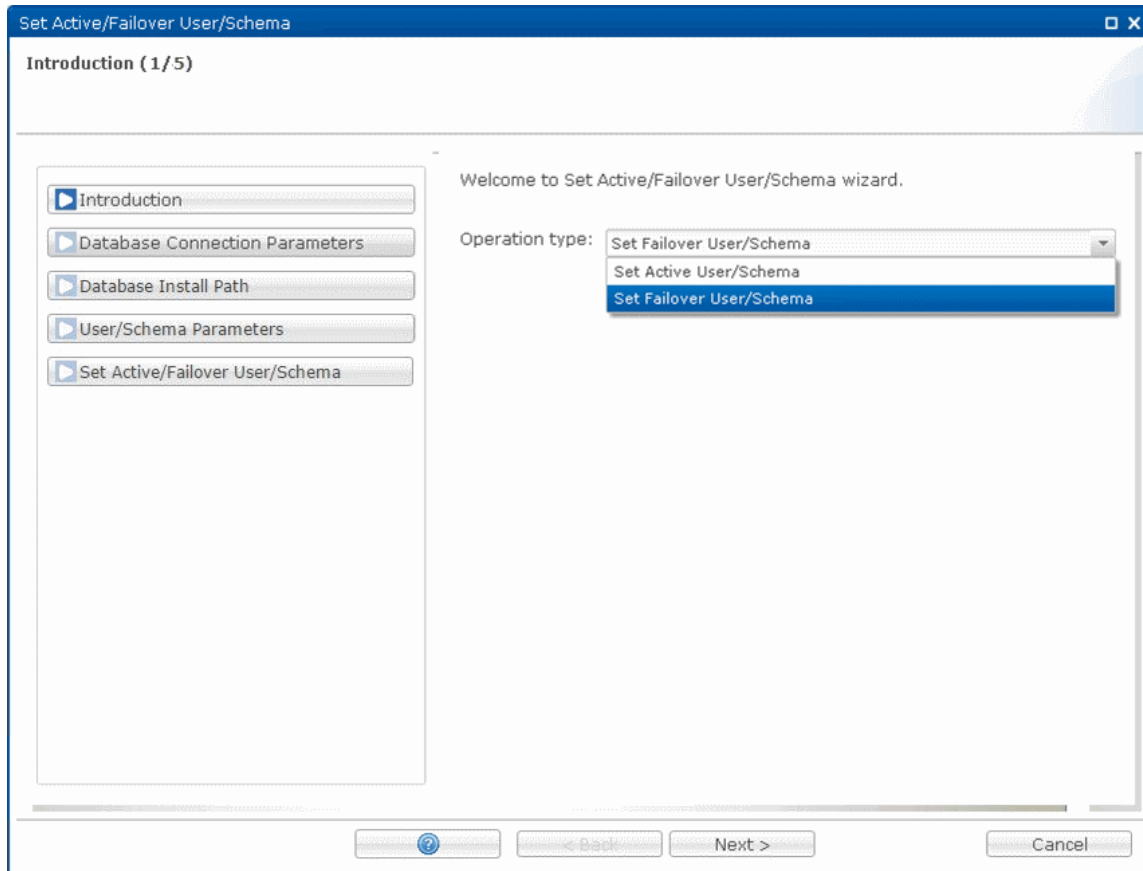 Set Active/Failover User/Schema
Introduction (1/5)
Introduction
Database Connection Parameters
Database Install Path
User/Schema Parameters
Set Active/Failover User/Schema
Welcome to Set Active/Failover User/Schema wizard.
Operation type: Set Failover User/Schema
Set Active User/Schema
Set Failover User/Schema
? < Back Next > Cancel